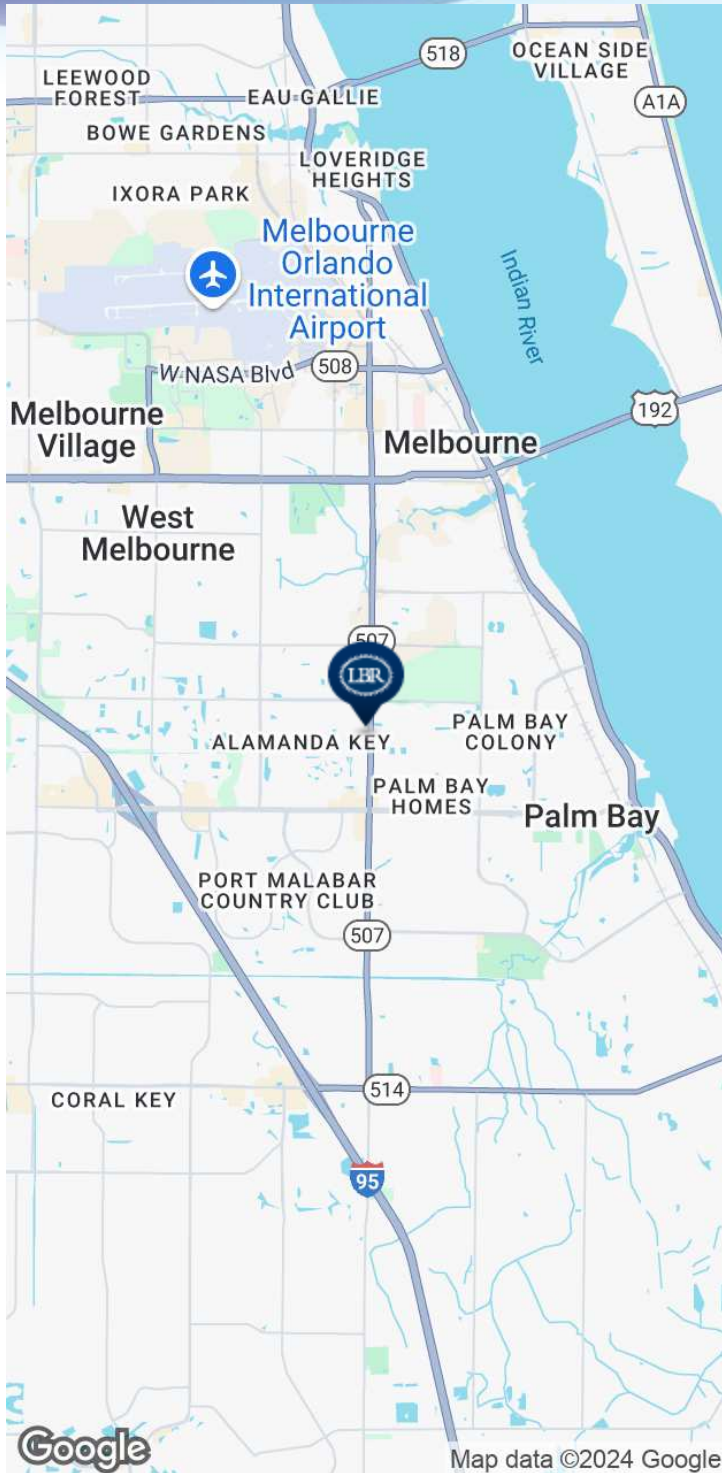 518
OCEAN SIDE
VILLAGE
LEEWOOD
FOREST
EAU GALLIE
A1A
BOWE GARDENS
LOVERIDGE
HEIGHTS
IXORA PARK
Melbourne
Orlando
International
Airport
Indian River
W NASA Blvd
508
192
Melbourne
Village
Melbourne
West
Melbourne
507
LBR
ALAMANDA KEY
PALM BAY
COLONY
PALM BAY
HOMES
Palm Bay
PORT MALABAR
COUNTRY CLUB
507
514
CORAL KEY
95
Google
Map data ©2024 Google